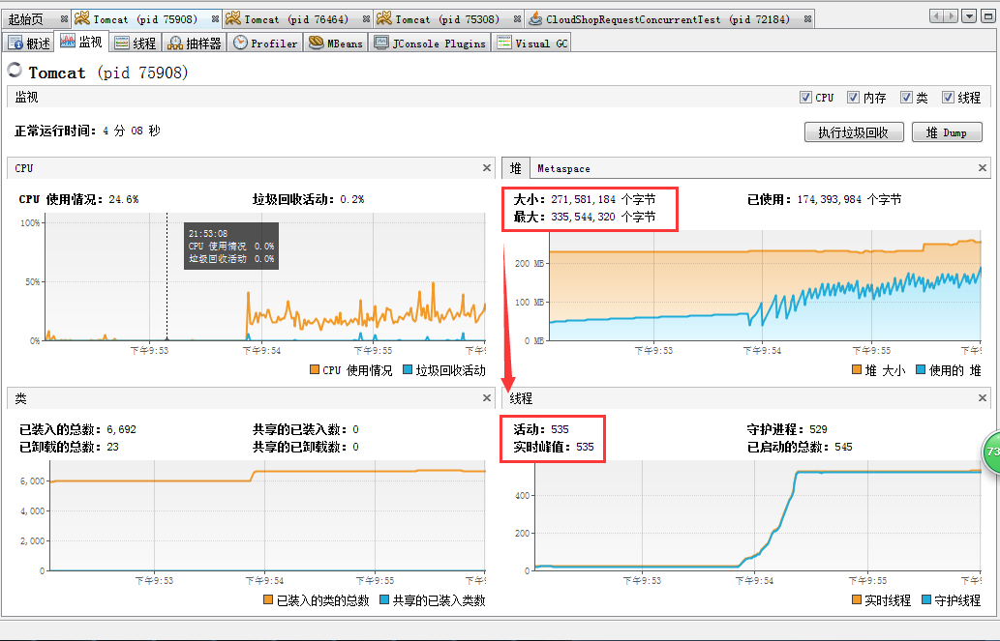 起始页 Tomcat (pid 75908) Tomcat (pid 76464) Tomcat (pid 75308) CloudShopRequestConcurrentTest (pid 72184)
概述 监视 线程 抽样器 Profiler MBeans JConsole Plugins Visual GC
Tomcat (pid 75908)
监视 CPU 内存 类 线程
正常运行时间: 4 分 08 秒 执行垃圾回收 堆 Dump
CPU
CPU 使用情况: 24.6% 垃圾回收活动: 0.2%
100%
50%
0%
21:53:08
CPU 使用情况 0.0%
垃圾回收活动 0.0%
下午9:53 下午9:54 下午9:55 下午9:
CPU 使用情况 垃圾回收活动
堆 Metaspace
大小: 271,581,184 个字节 已使用: 174,393,984 个字节
最大: 335,544,320 个字节
200 MB
100 MB
0 MB
下午9:53 下午9:54 下午9:55 下午9:
堆 大小 使用的 堆
类
已装入的总数: 6,692 共享的已装入数: 0
已卸载的总数: 23 共享的已卸载数: 0
6,000
4,000
2,000
0
下午9:53 下午9:54 下午9:55 下午9:
已装入的类的总数 共享的已装入类数
线程
活动: 535 守护进程: 529
实时峰值: 535 已启动的总数: 545
400
200
0
下午9:53 下午9:54 下午9:55 下午9:
实时线程 守护线程
73